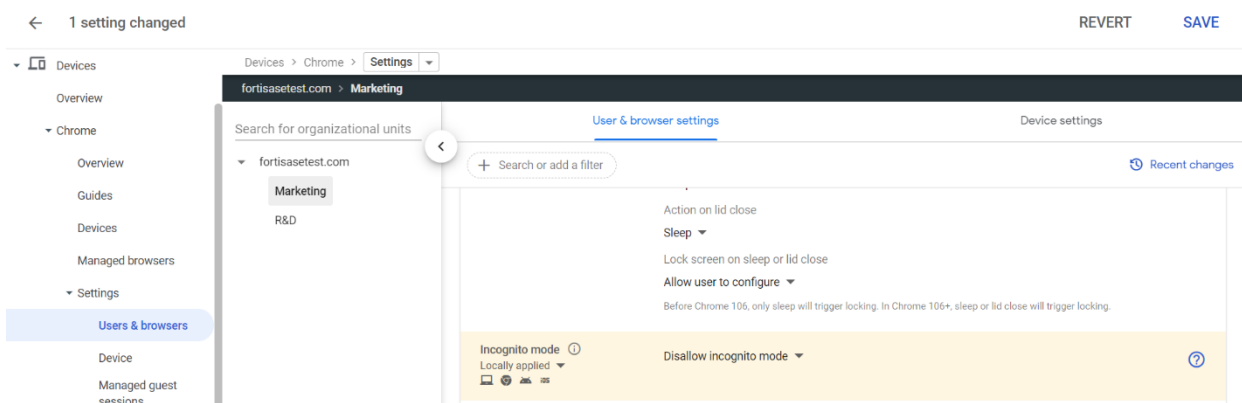 1 setting changed
REVERT
SAVE
Devices
Overview
Chrome
Overview
Guides
Devices
Managed browsers
Settings
Users & browsers
Device
Managed guest
sessions
Devices > Chrome > Settings
fortisasetest.com > Marketing
Search for organizational units
fortisasetest.com
Marketing
R&D
User & browser settings
Device settings
+ Search or add a filter
Recent changes
Action on lid close
Sleep
Lock screen on sleep or lid close
Allow user to configure
Before Chrome 106, only sleep will trigger locking. In Chrome 106+, sleep or lid close will trigger locking.
Incognito mode
Locally applied
Disallow incognito mode